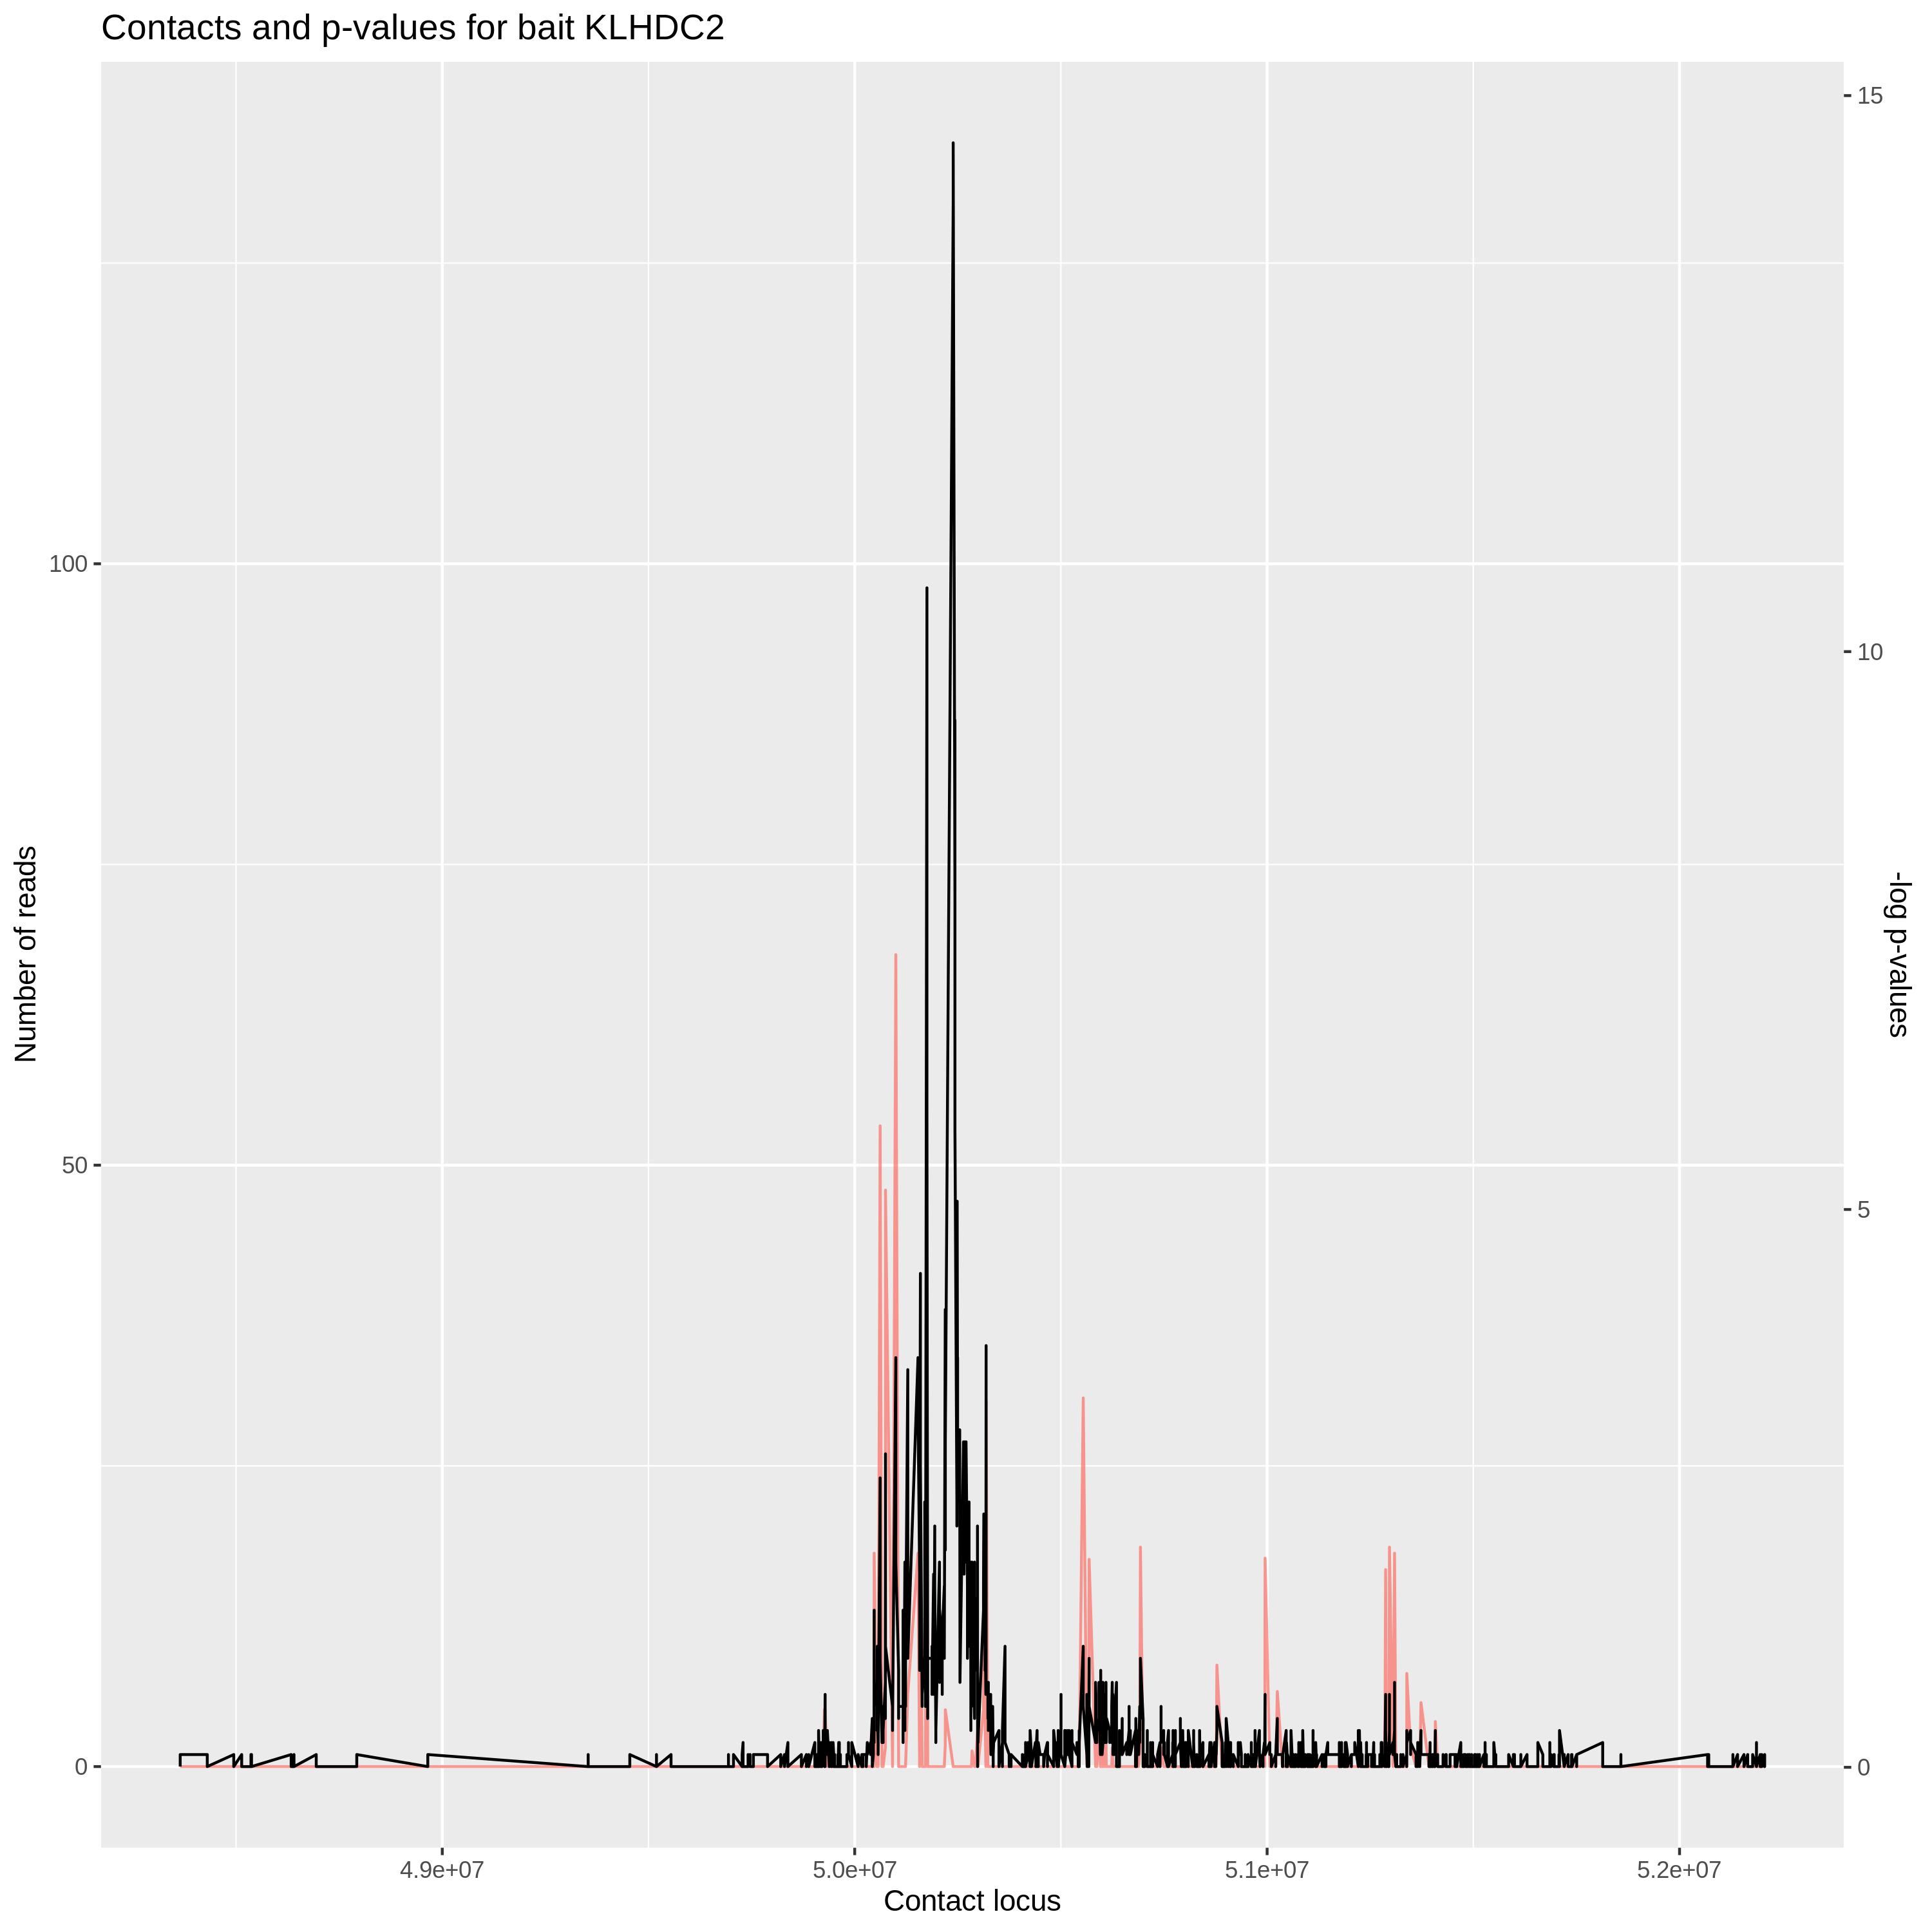 Contacts and p-values for bait KLHDC2
15
100
10
Number of reads
-log p-values
50
5
0
0
4.9e+07
5.0e+07
5.1e+07
5.2e+07
Contact locus